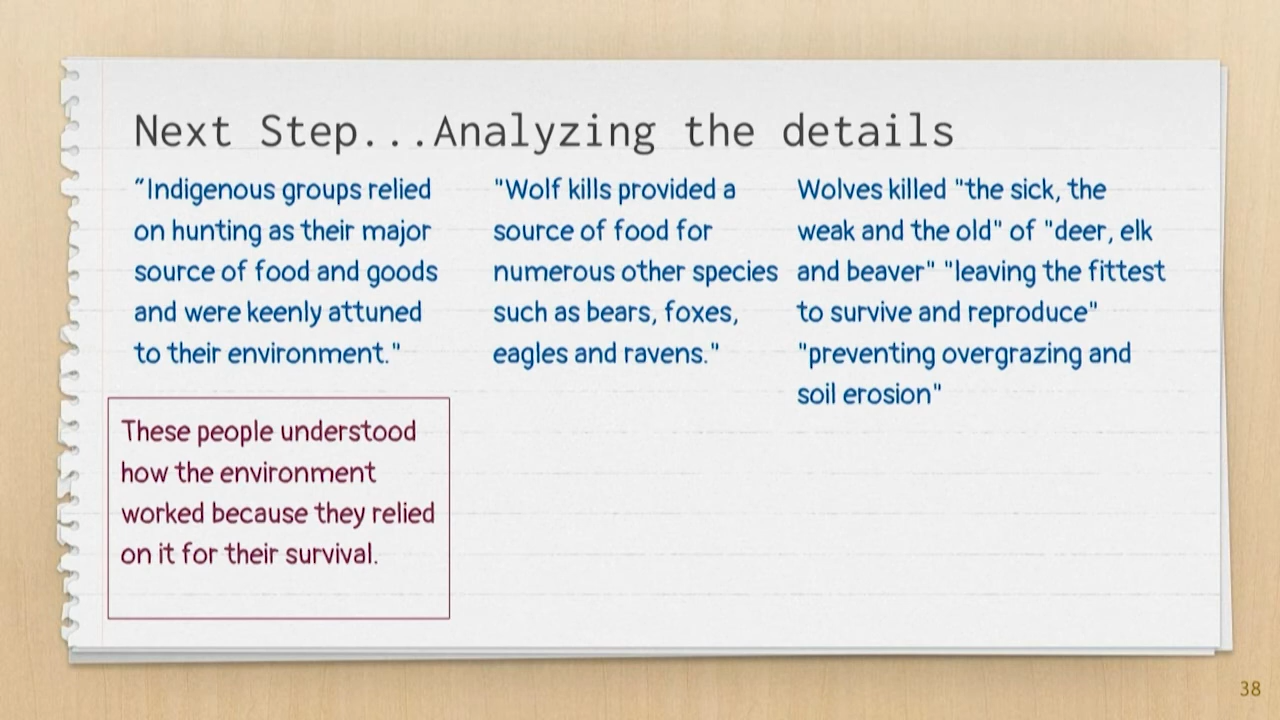 Next Step...Analyzing the details
“Indigenous groups relied
on hunting as their major
source of food and goods
and were keenly attuned
to their environment."
These people understood
how the environment
worked because they relied
on it for their survival.
"Wolf kills provided a
source of food for
numerous other species
such as bears, foxes,
eagles and ravens."
Wolves killed "the sick, the
weak and the old" of "deer, elk
and beaver" "leaving the fittest
to survive and reproduce"
"preventing overgrazing and
soil erosion"
38